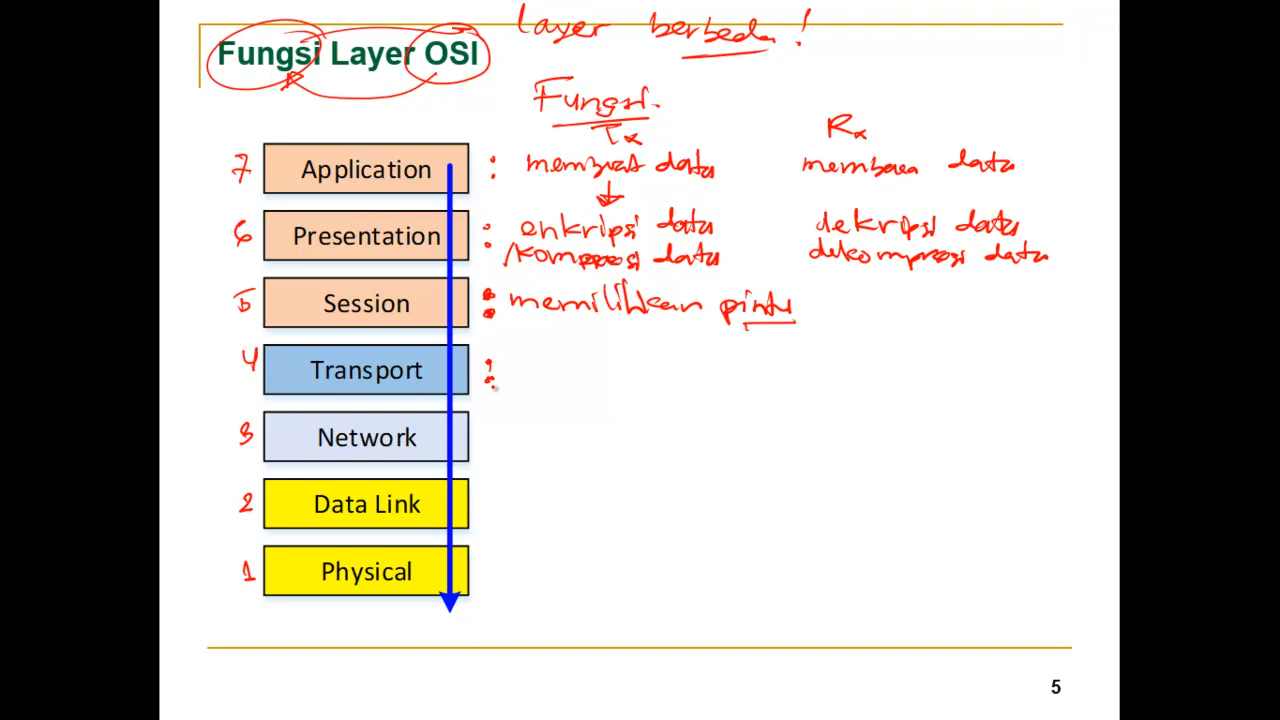 layer berbeda !
Fungsi Layer OSI
Fungsi.
Tx Rx
7 Application : membuat data membaca data
6 Presentation : enkripsi data dekripsi data
/kompresi data dekompresi data
5 Session : memilihkan pintu
4 Transport :
3 Network
2 Data Link
1 Physical
5